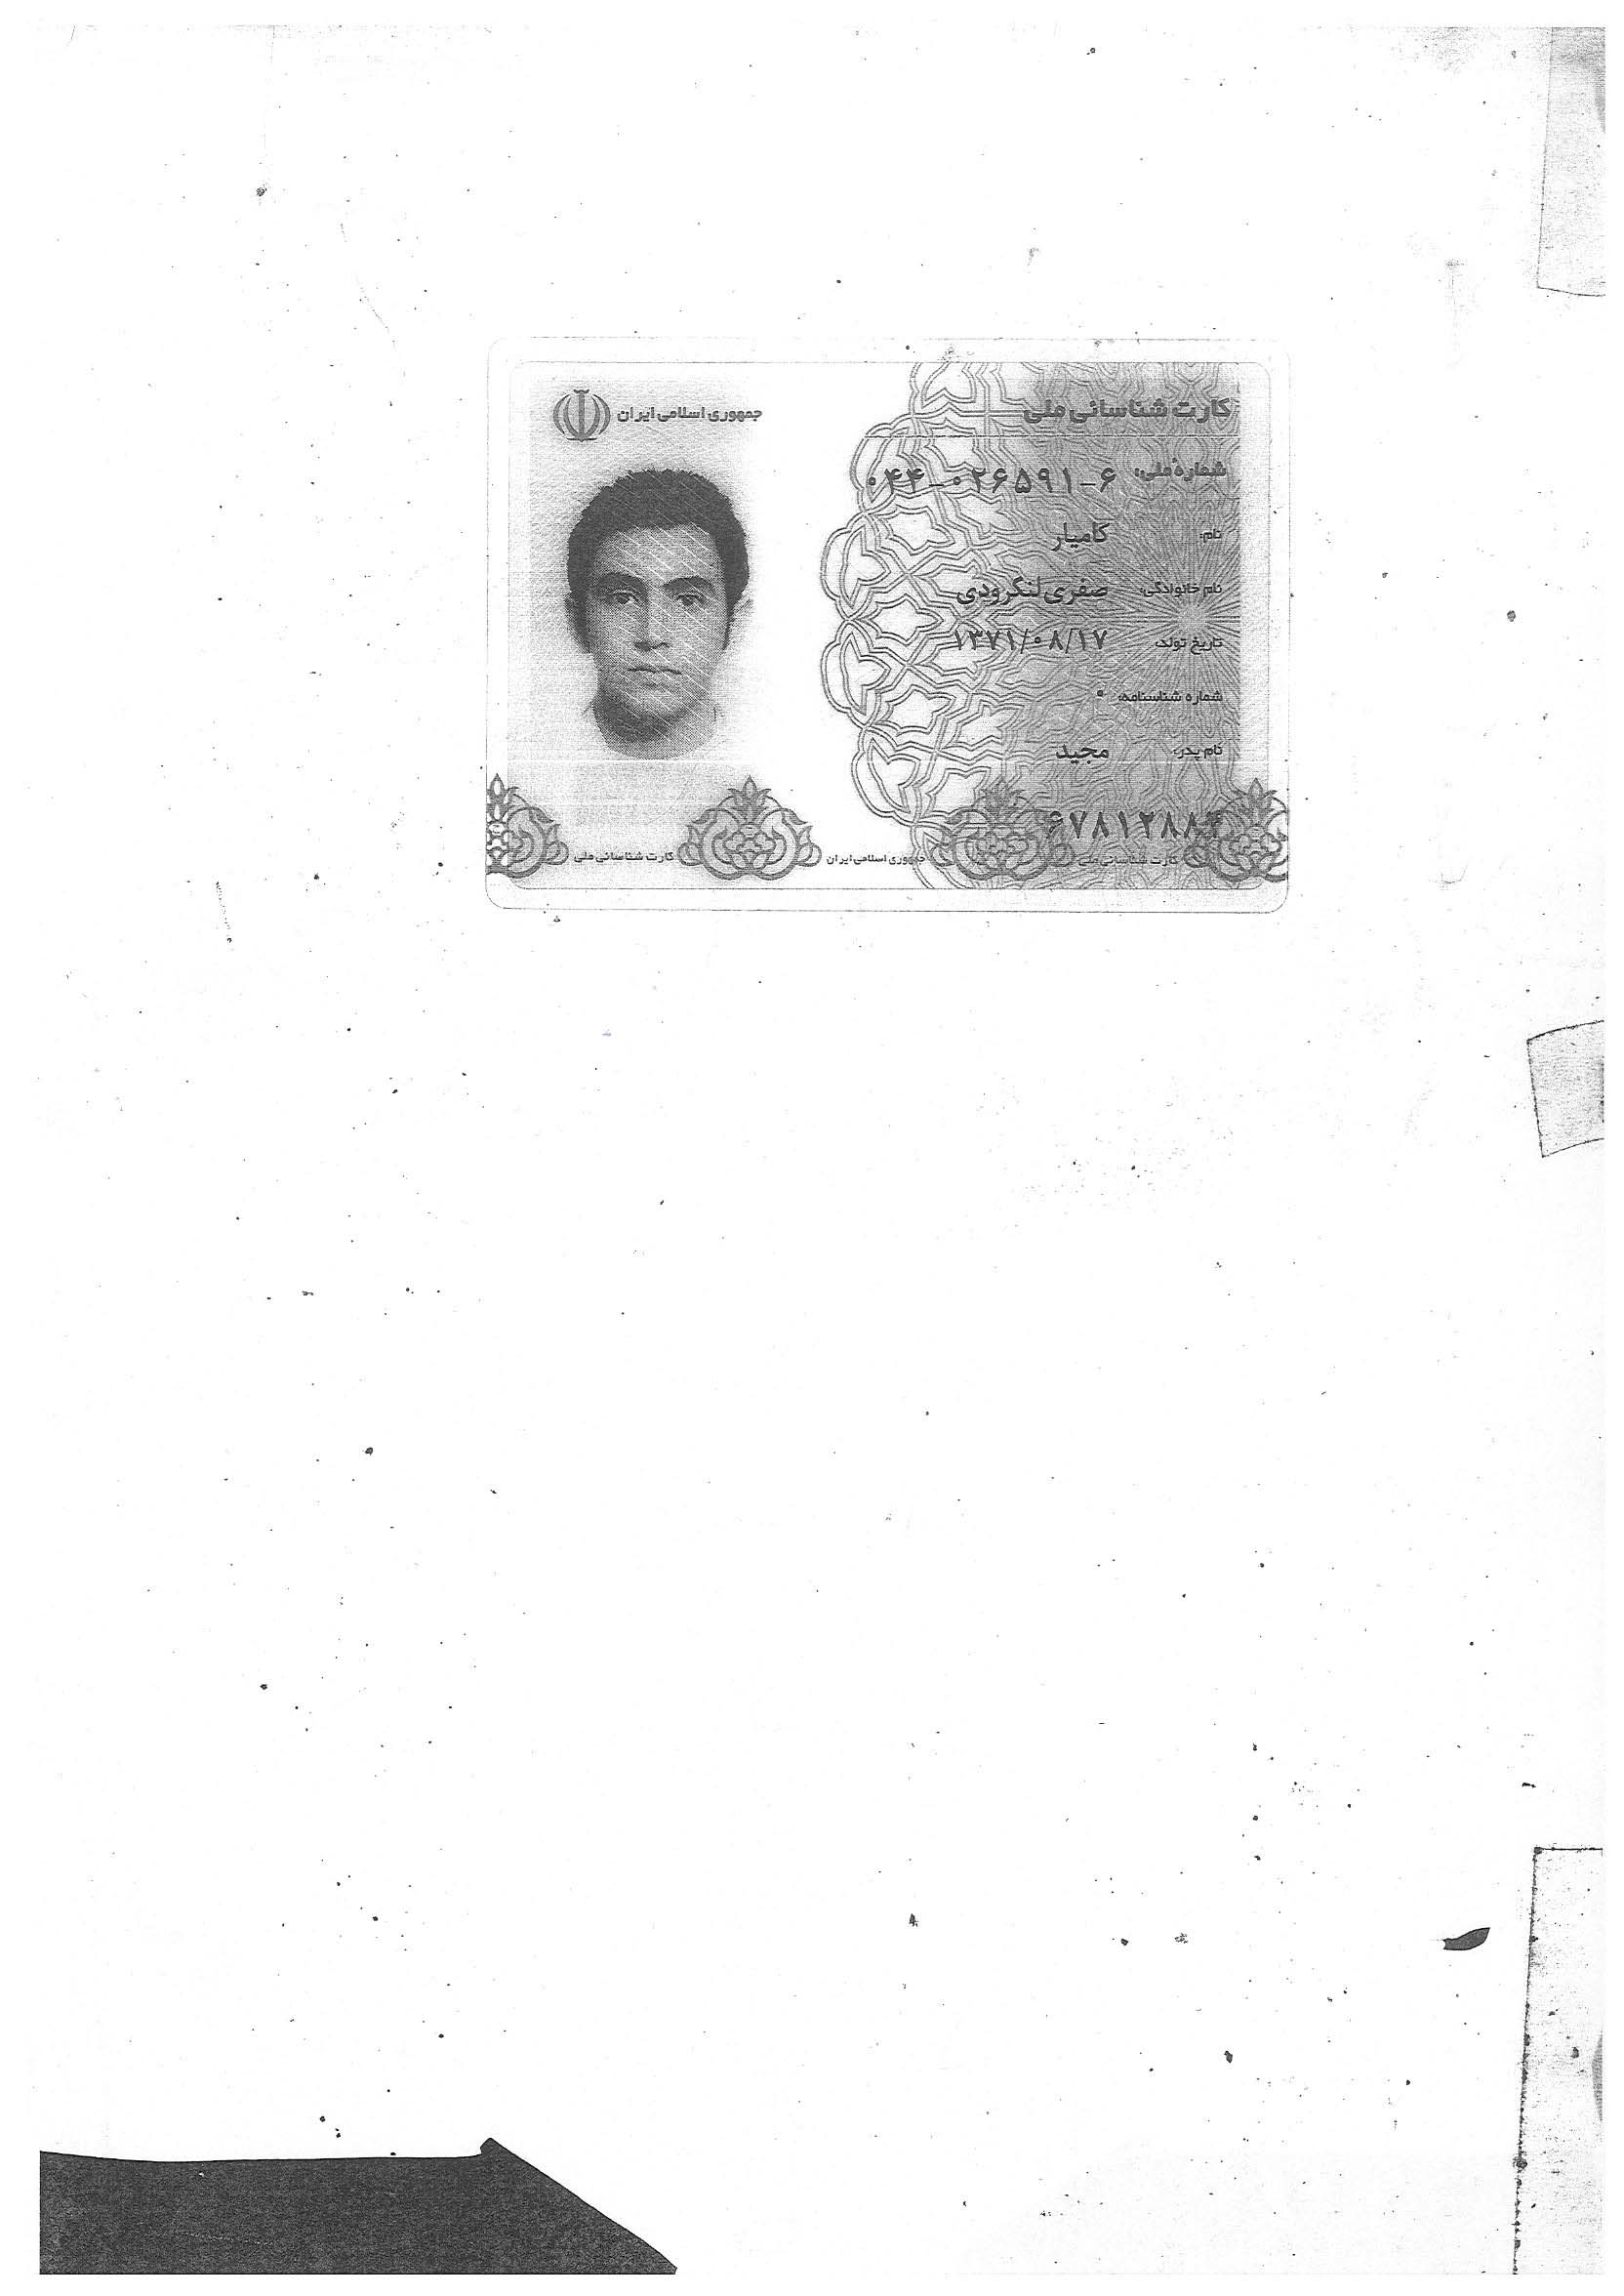 جمهوری اسلامی ایران
کارت شناسائی ملی
شماره ملی: ۰۴۴-۰۲۶۵۹۱-۶
نام: کامیار
نام خانوادگی: صفری لنگرودی
تاریخ تولد: ۱۳۷۱/۰۸/۱۷
شماره شناسنامه: ۰
نام پدر: مجید
۶۷۸۱۲۸۸۴
کارت شناسائی ملی جمهوری اسلامی ایران کارت شناسائی ملی